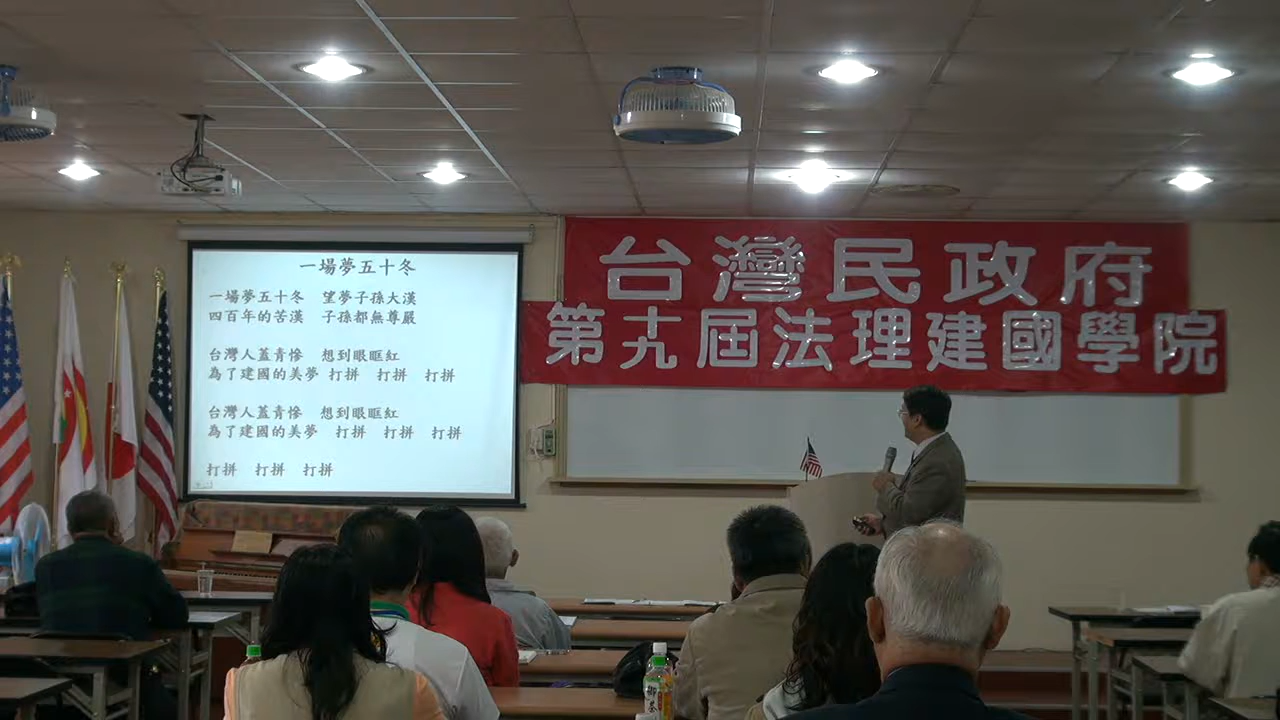 一場夢五十冬
一場夢五十冬 望夢子孫大漢
四百年的苦漢 子孫都無尊嚴
台灣人蓋青慘 想到眼眶紅
為了建國的美夢 打拼 打拼 打拼
台灣人蓋青慘 想到眼眶紅
為了建國的美夢 打拼 打拼 打拼
打拼 打拼 打拼
台灣民政府
第十九屆法理建國學院